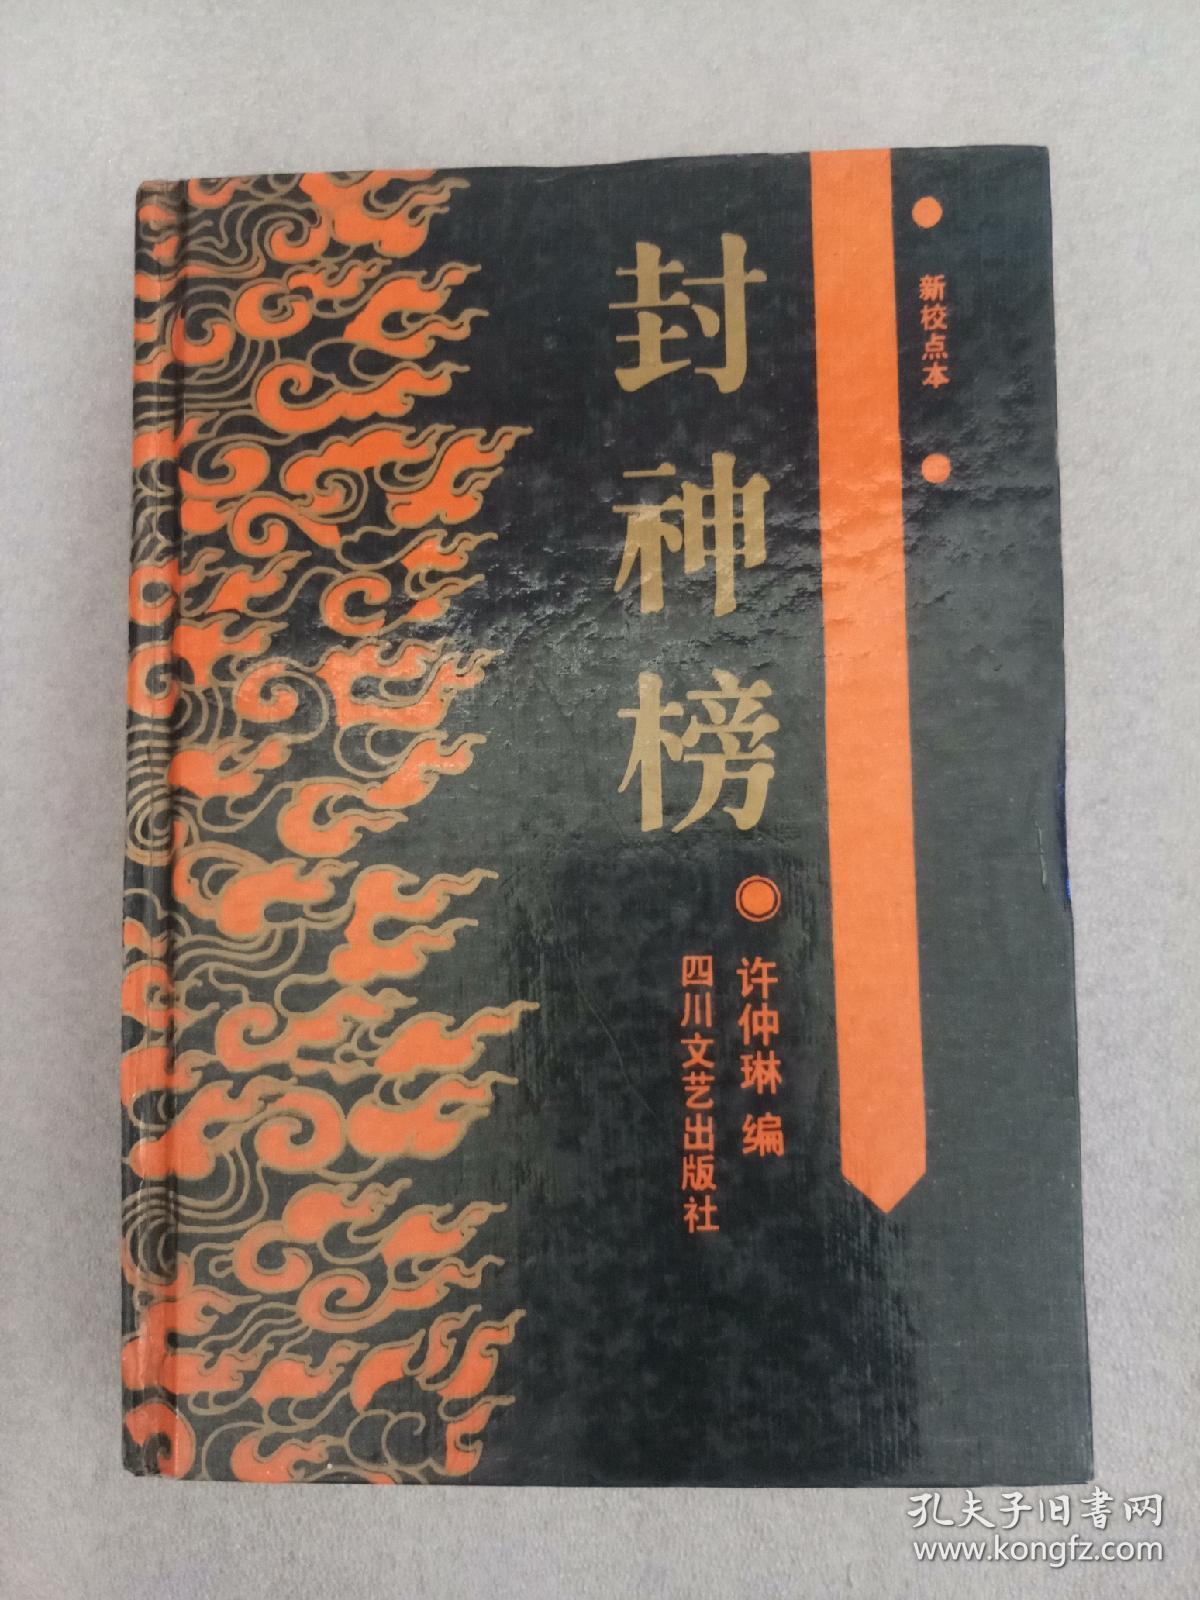 新校点本
封神榜
许仲琳 编
四川文艺出版社
孔夫子旧书网
www.kongfz.com